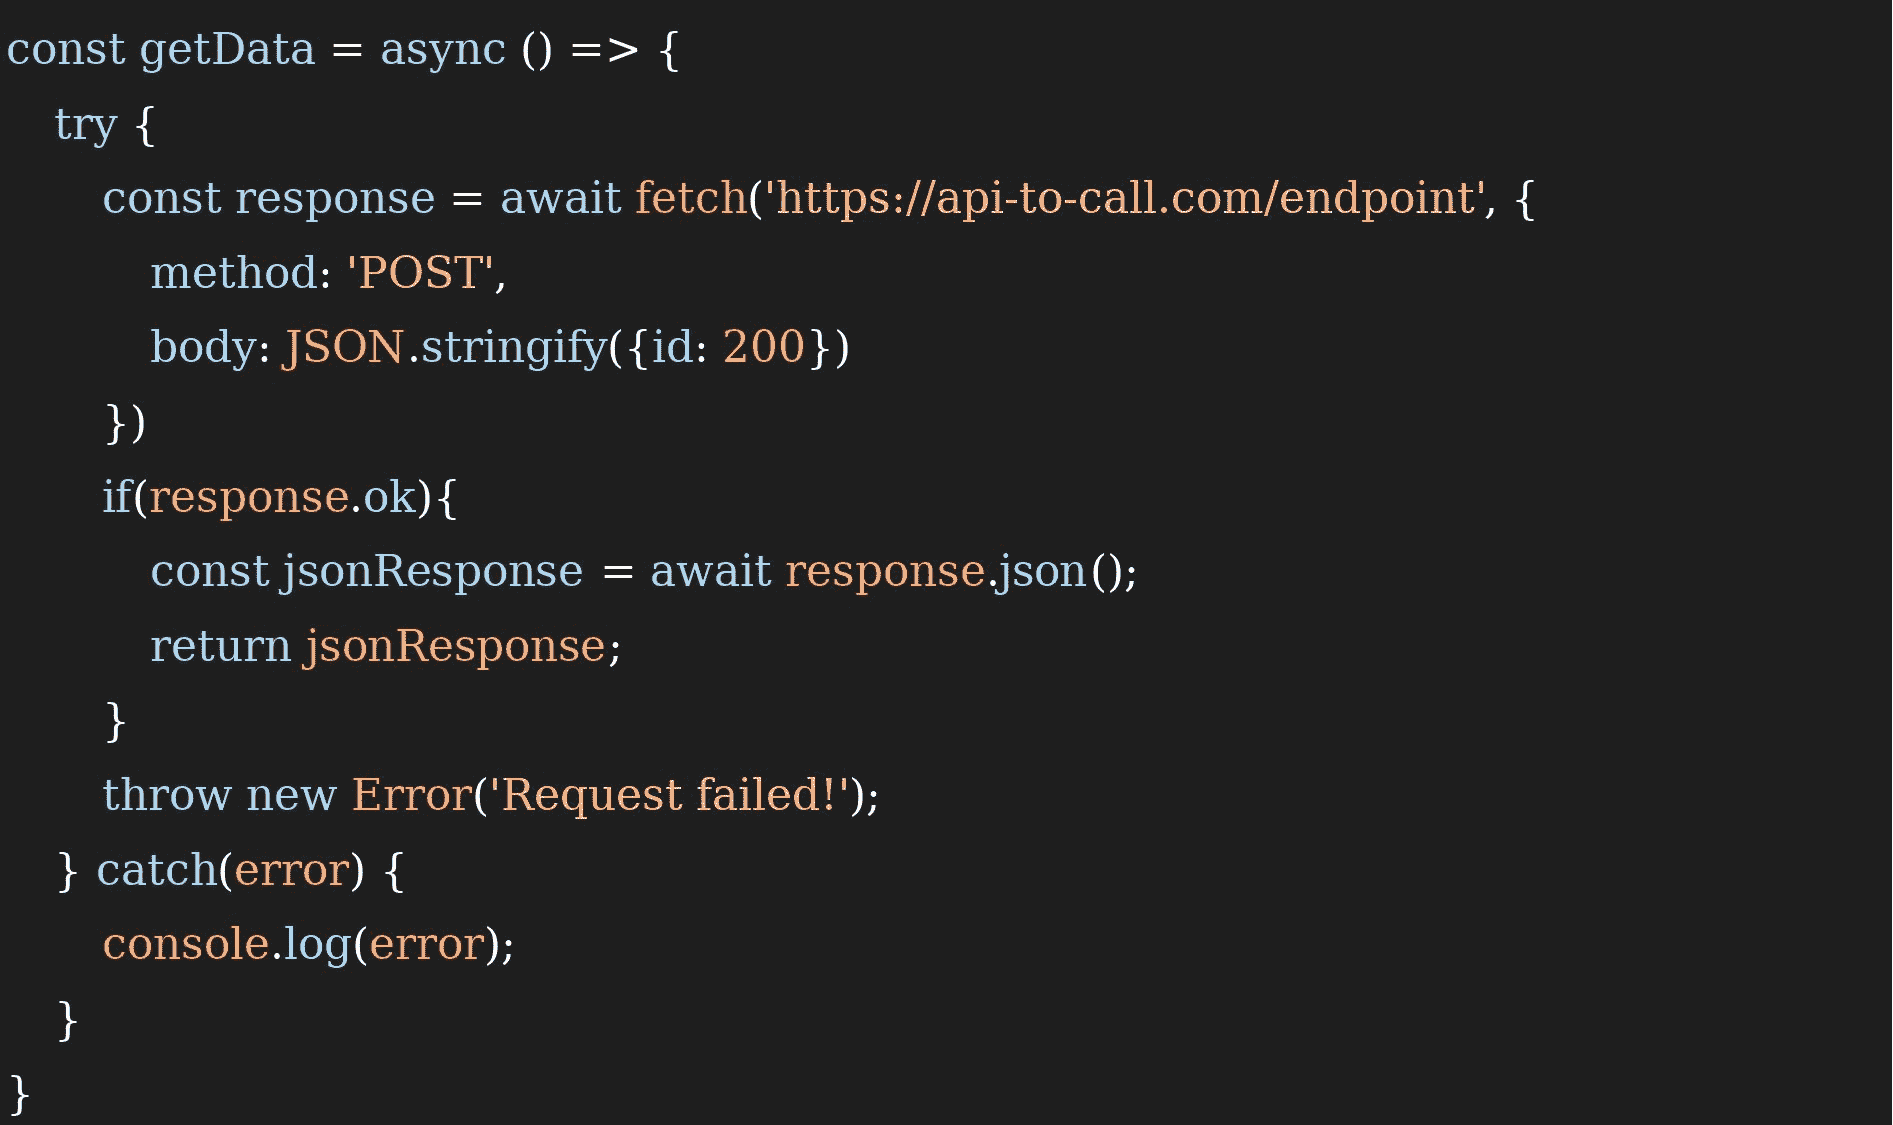 const getData = async () => {
try {
const response = await fetch('https://api-to-call.com/endpoint', {
method: 'POST',
body: JSON.stringify({id: 200})
})
if(response.ok){
const jsonResponse = await response.json();
return jsonResponse;
}
throw new Error('Request failed!');
} catch(error) {
console.log(error);
}
}